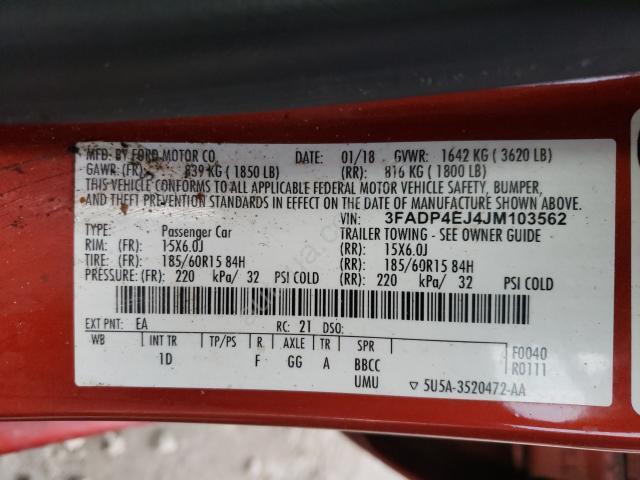 MFD. BY FORD MOTOR CO. DATE: 01/18 GVWR: 1642 KG ( 3620 LB)
GAWR: (FR): 839 KG ( 1850 LB) (RR): 816 KG ( 1800 LB)
THIS VEHICLE CONFORMS TO ALL APPLICABLE FEDERAL MOTOR VEHICLE SAFETY, BUMPER,
AND THEFT PREVENTION STANDARDS IN EFFECT ON THE DATE OF MANUFACTURE SHOWN ABOVE.
VIN: 3FADP4EJ4JM103562
TYPE: Passenger Car TRAILER TOWING - SEE OWNER GUIDE
RIM: (FR): 15X6.0J (RR): 15X6.0J
TIRE: (FR): 185/60R15 84H (RR): 185/60R15 84H
PRESSURE: (FR): 220 kPa/ 32 PSI COLD (RR): 220 kPa/ 32 PSI COLD
EXT PNT: EA RC: 21 DSO:
WB INT TR TP/PS R AXLE TR SPR F0040
1D F GG A BBCC R0111
UMU ▽ 5U5A-3520472-AA